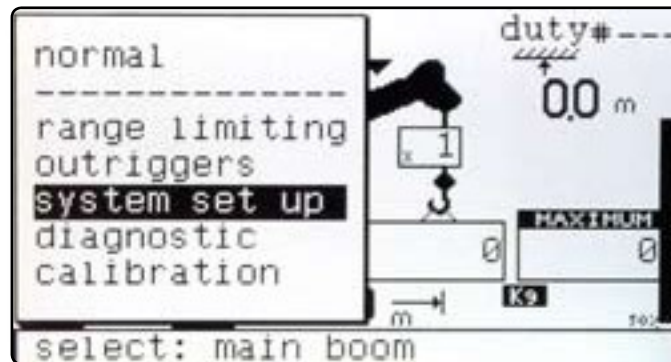 normal
range limiting
outriggers
system set up
diagnostic
calibration
duty#---
0.0 m
x 1
0
MAXIMUM
0
m
Kg
select: main boom